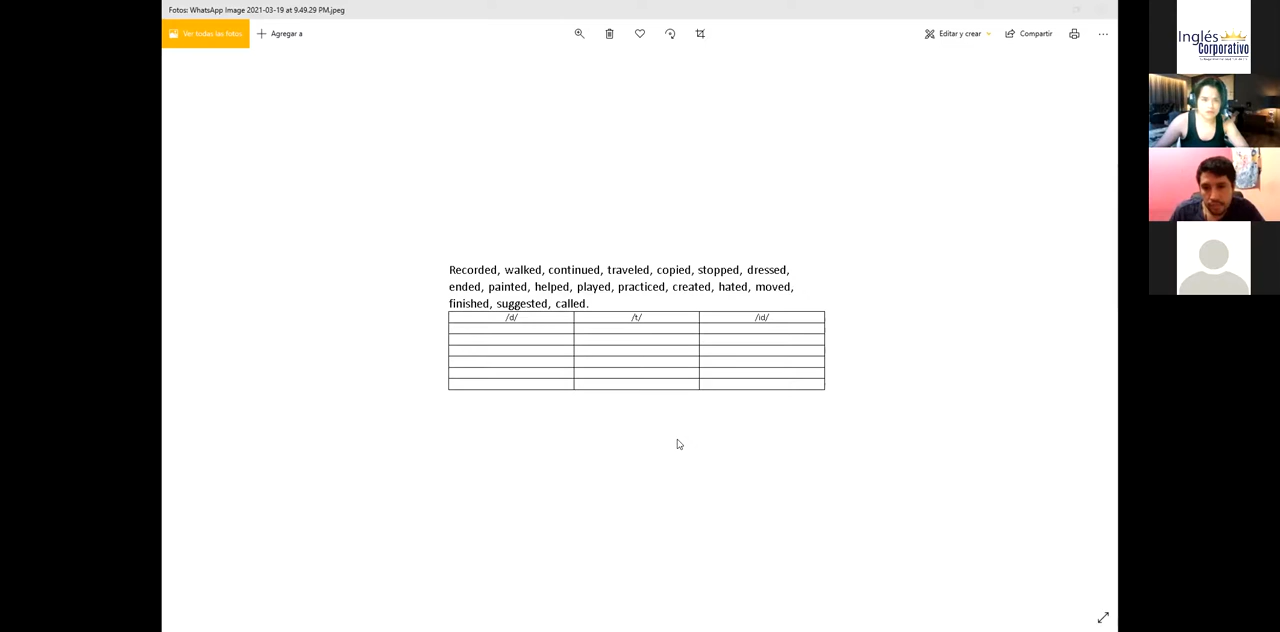 Fotos: WhatsApp Image 2021-03-19 at 9.49.29 PM.jpeg
Ver todas las fotos
Agregar a
Editar y crear
Compartir
Inglés
Corporativo
Recorded, walked, continued, traveled, copied, stopped, dressed,
ended, painted, helped, played, practiced, created, hated, moved,
finished, suggested, called.
/d/ /t/ /id/